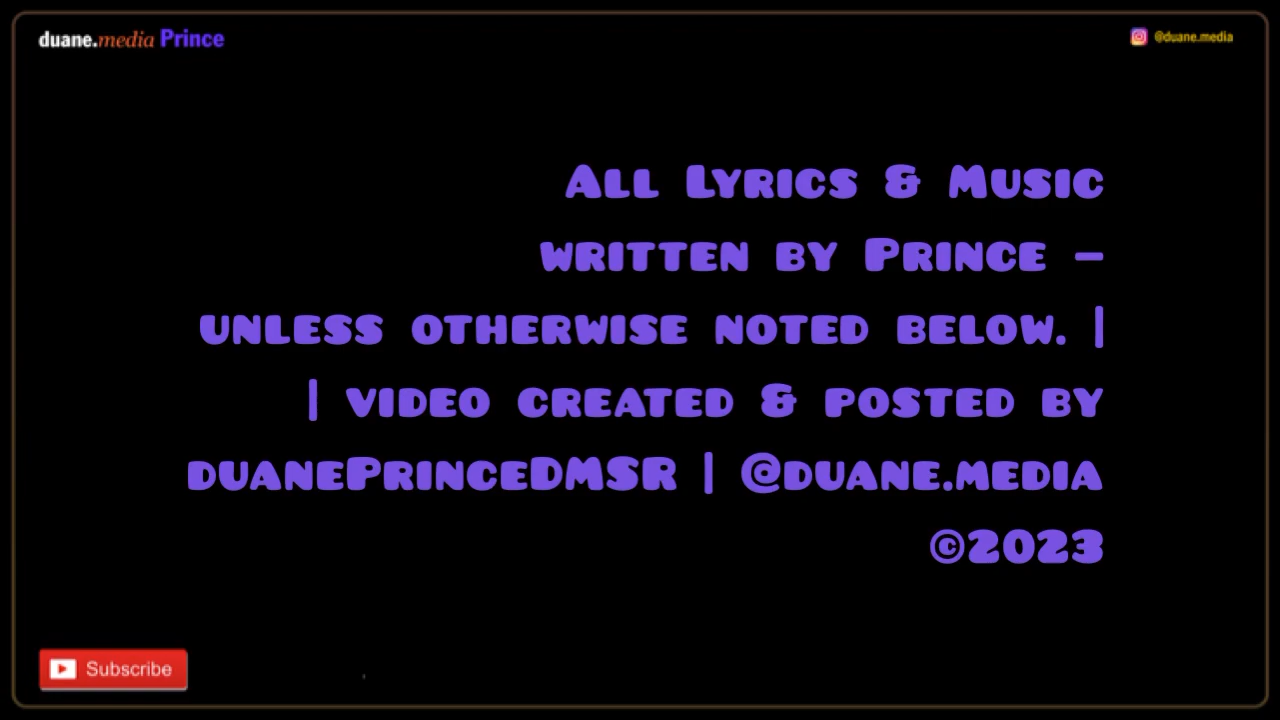 duane.media Prince
@duane.media
All Lyrics & Music
written by Prince –
unless otherwise noted below. |
| video created & posted by
duanePrinceDMSR | @duane.media
©2023
Subscribe